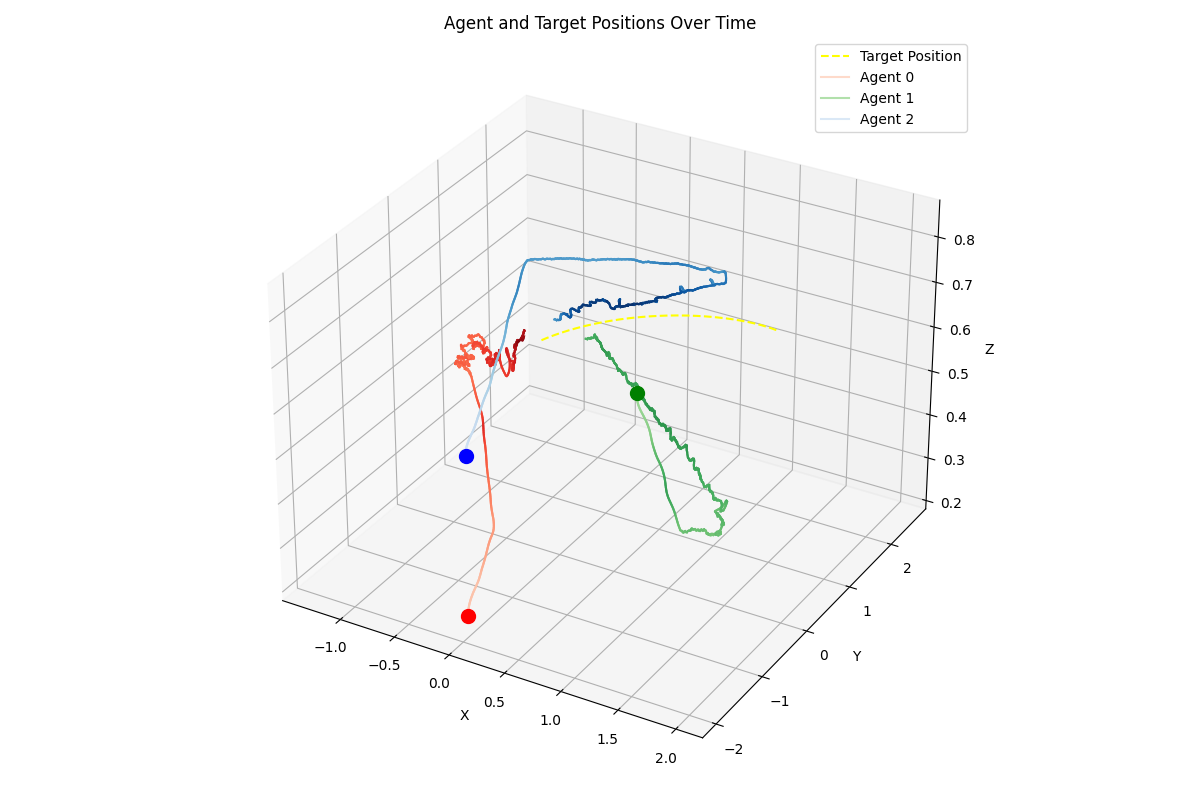 Agent and Target Positions Over Time
Target Position
Agent 0
Agent 1
Agent 2
0.8
0.7
0.6
Z
0.5
0.4
0.3
0.2
2
1
0
Y
−1
−2
−1.0
−0.5
0.0
0.5
X
1.0
1.5
2.0